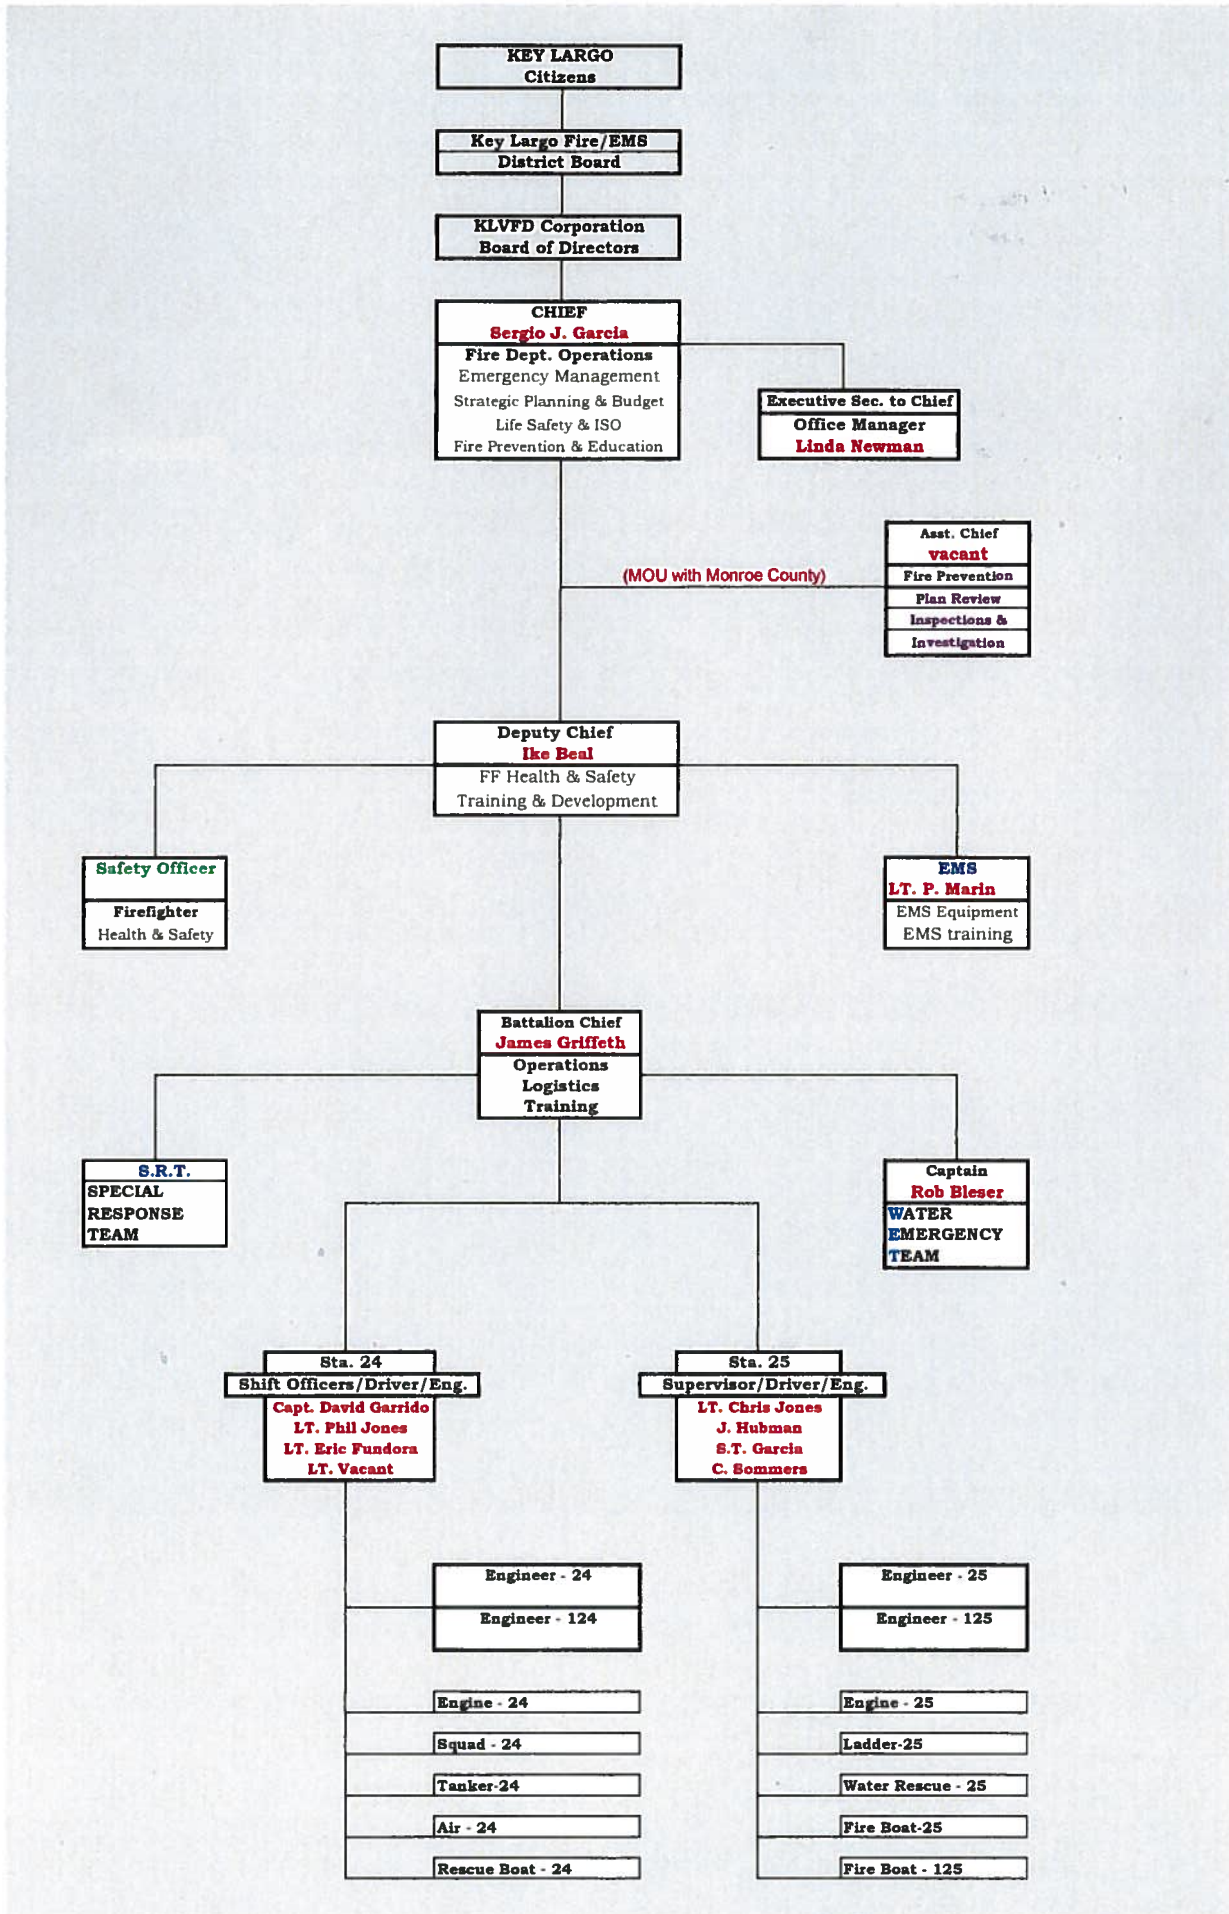 KEY LARGO
Citizens
Key Largo Fire/EMS
District Board
KLVFD Corporation
Board of Directors
CHIEF
Sergio J. Garcia
Fire Dept. Operations
Emergency Management
Strategic Planning & Budget
Life Safety & ISO
Fire Prevention & Education
Executive Sec. to Chief
Office Manager
Linda Newman
Asst. Chief
vacant
Fire Prevention
Plan Review
Inspections &
Investigation
(MOU with Monroe County)
Deputy Chief
Ike Beal
FF Health & Safety
Training & Development
Safety Officer
Firefighter
Health & Safety
EMS
LT. P. Marin
EMS Equipment
EMS training
Battalion Chief
James Griffeth
Operations
Logistics
Training
S.R.T.
SPECIAL
RESPONSE
TEAM
Captain
Rob Bleser
WATER
EMERGENCY
TEAM
Sta. 24
Shift Officers/Driver/Eng.
Capt. David Garrido
LT. Phil Jones
LT. Eric Fundora
LT. Vacant
Sta. 25
Supervisor/Driver/Eng.
LT. Chris Jones
J. Hubman
S.T. Garcia
C. Sommers
Engineer - 24
Engineer - 124
Engine - 24
Squad - 24
Tanker-24
Air - 24
Rescue Boat - 24
Engineer - 25
Engineer - 125
Engine - 25
Ladder-25
Water Rescue - 25
Fire Boat-25
Fire Boat - 125